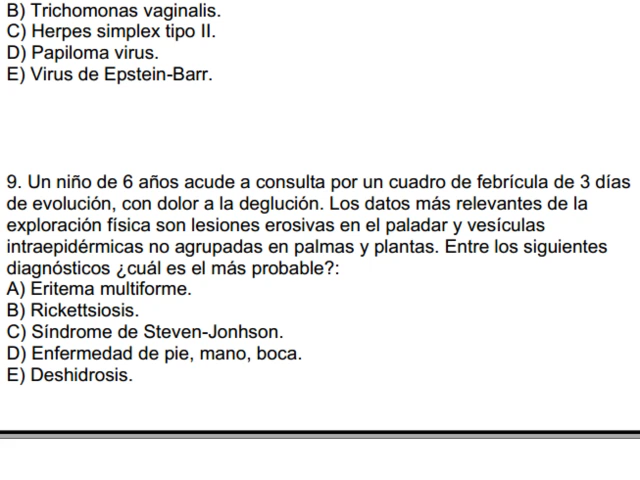 B) Trichomonas vaginalis.
C) Herpes simplex tipo II.
D) Papiloma virus.
E) Virus de Epstein-Barr.
9. Un niño de 6 años acude a consulta por un cuadro de febrícula de 3 días
de evolución, con dolor a la deglución. Los datos más relevantes de la
exploración física son lesiones erosivas en el paladar y vesículas
intraepidérmicas no agrupadas en palmas y plantas. Entre los siguientes
diagnósticos ¿cuál es el más probable?:
A) Eritema multiforme.
B) Rickettsiosis.
C) Síndrome de Steven-Jonhson.
D) Enfermedad de pie, mano, boca.
E) Deshidrosis.